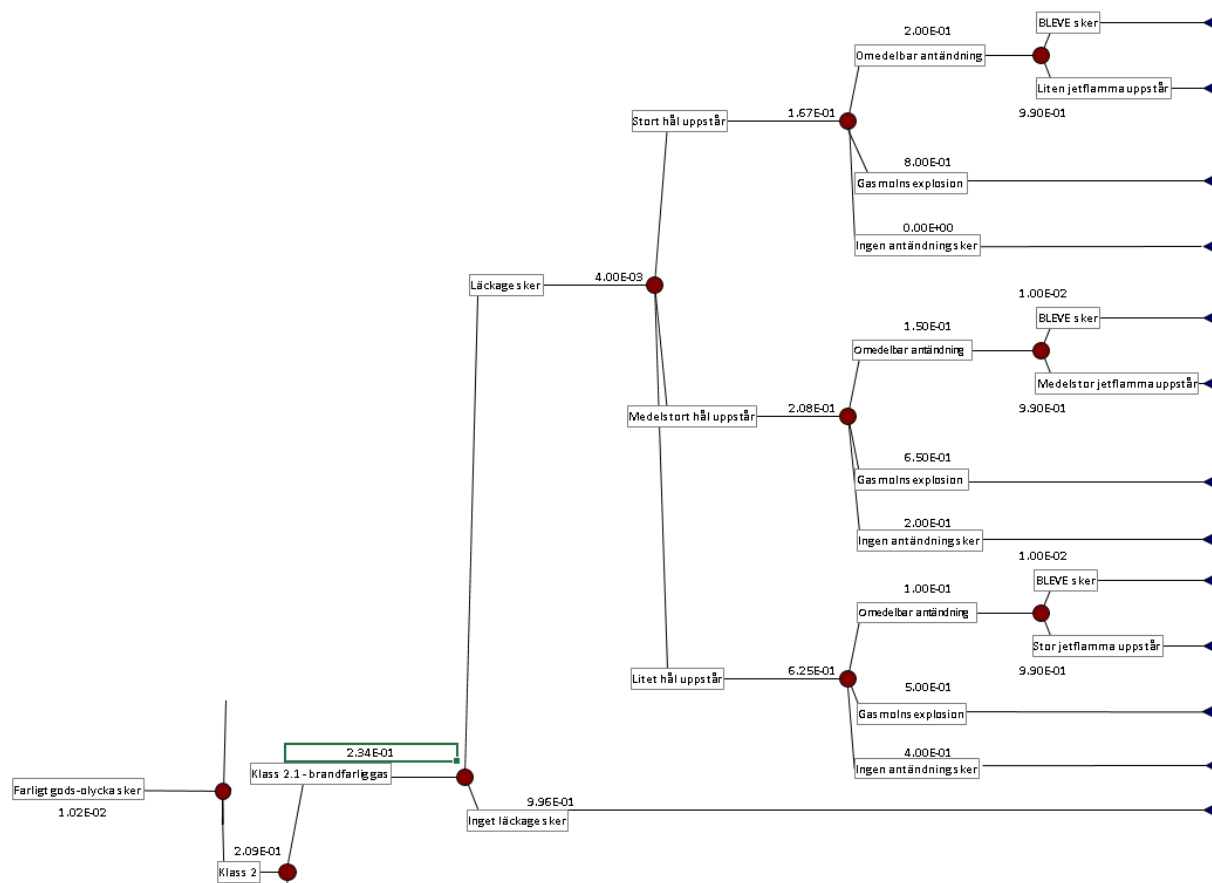 2.00E-01
BLEVE sker
Omedelbar antändning
Liten jetflamma uppstår
9.90E-01
Stort hål uppstår
1.67E-01
8.00E-01
Gasmolnsexplosion
0.00E+00
Ingen antändning sker
Läckage sker
4.00E-03
1.00E-02
BLEVE sker
1.50E-01
Omedelbar antändning
Medelstor jetflamma uppstår
9.90E-01
Medelstort hål uppstår
2.08E-01
6.50E-01
Gasmolnsexplosion
2.00E-01
Ingen antändning sker
1.00E-02
BLEVE sker
1.00E-01
Omedelbar antändning
Stor jetflamma uppstår
9.90E-01
Litet hål uppstår
6.25E-01
5.00E-01
Gasmolnsexplosion
4.00E-01
Ingen antändning sker
2.34E-01
Klass 2.1 - brandfarlig gas
Farligt gods-olycka sker
1.02E-02
9.96E-01
Inget läckage sker
2.09E-01
Klass 2